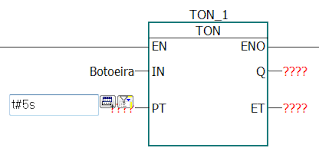 TON_1
TON
EN ENO
Botoeira IN Q ????
t#5s ???? PT ET ????